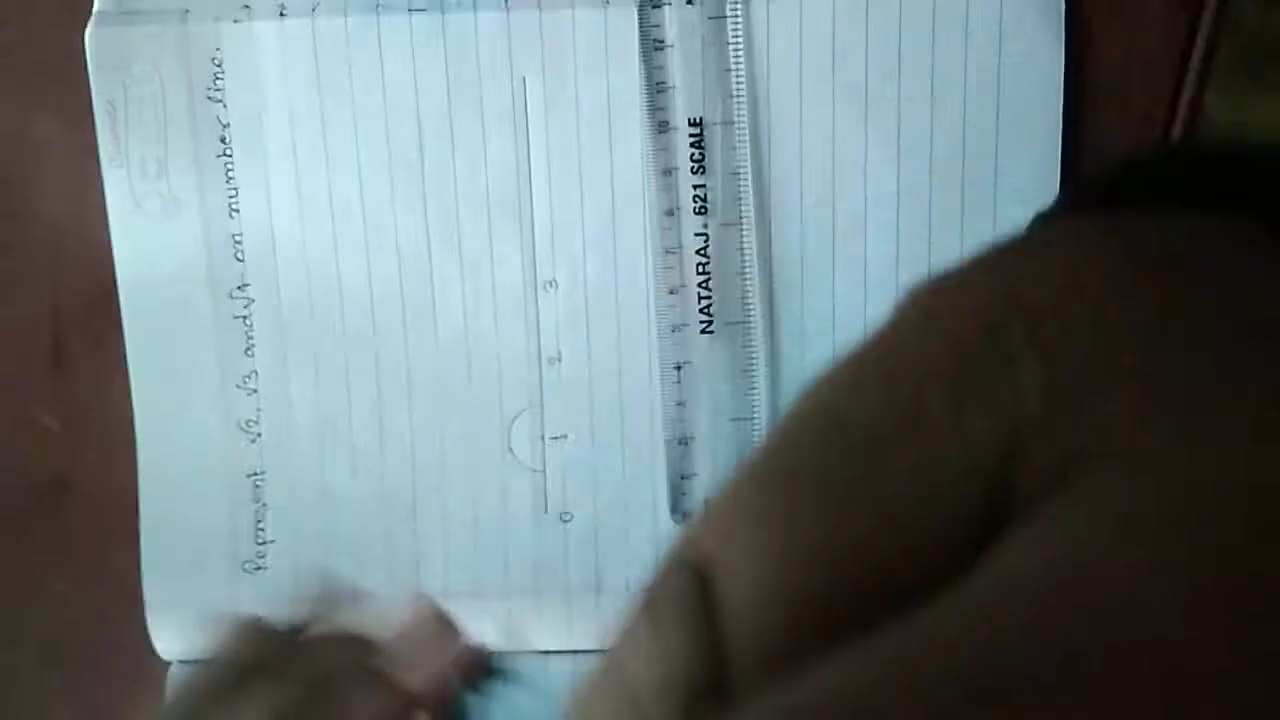 Represent √2, √3 and √4 on number line.
0 1 2 3
NATARAJ 621 SCALE